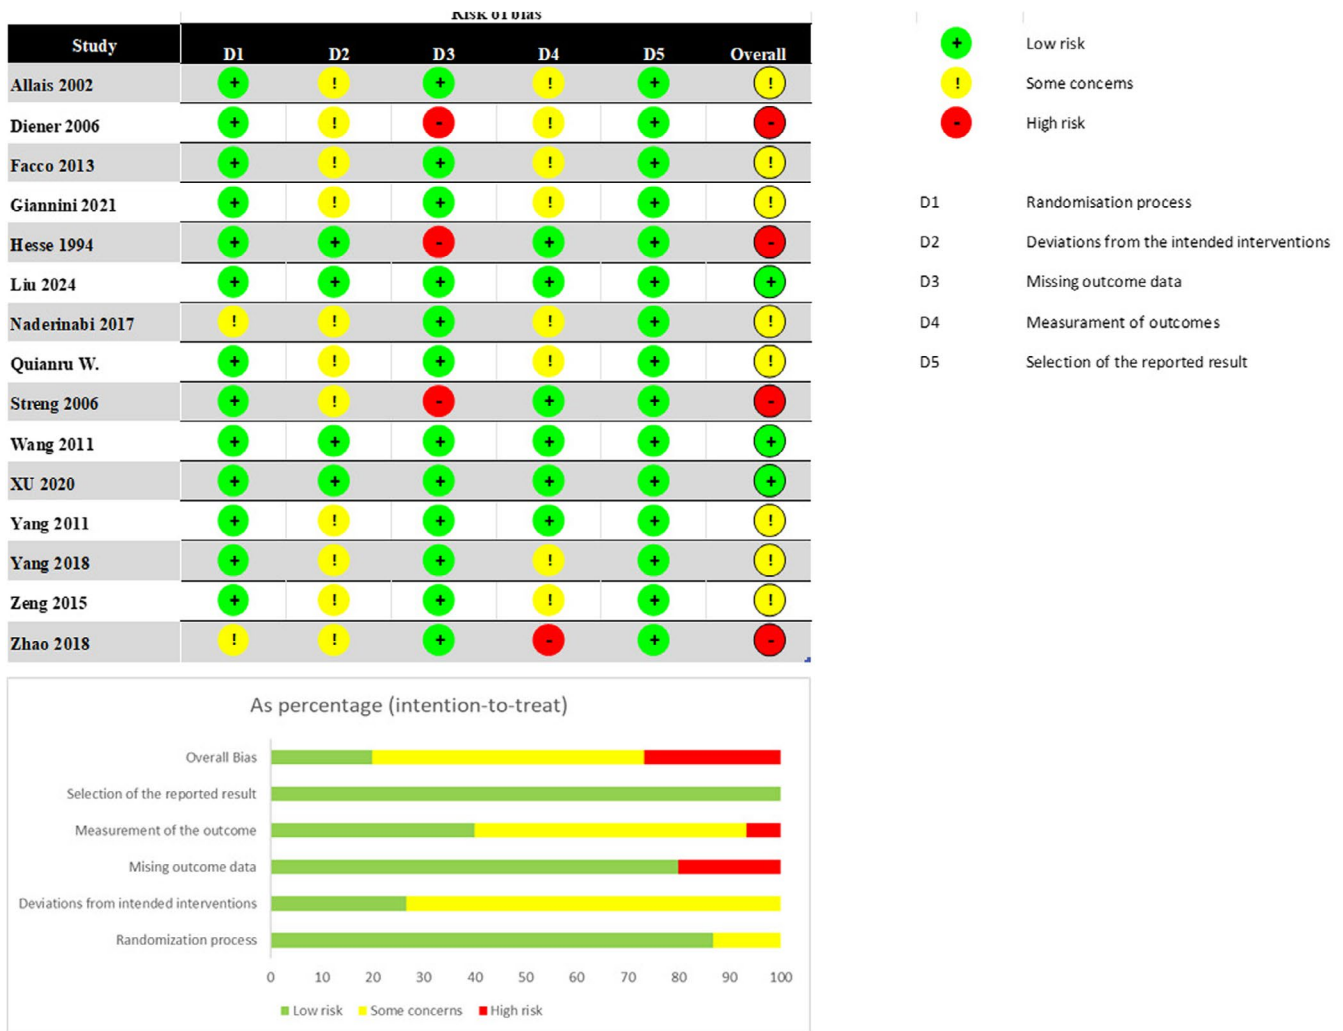 Risk of bias
Study D1 D2 D3 D4 D5 Overall
Allais 2002 + ! + ! + !
Diener 2006 + ! - ! + -
Facco 2013 + ! + ! + !
Giannini 2021 + ! + ! + !
Hesse 1994 + + - + + -
Liu 2024 + + + + + +
Naderinabi 2017 ! ! + ! + !
Quianru W. + ! + ! + !
Streng 2006 + ! - + + -
Wang 2011 + + + + + +
XU 2020 + + + + + +
Yang 2011 + ! + + + !
Yang 2018 + ! + ! + !
Zeng 2015 + ! + ! + !
Zhao 2018 ! ! + - + -
+ Low risk
! Some concerns
- High risk
D1 Randomisation process
D2 Deviations from the intended interventions
D3 Missing outcome data
D4 Measurament of outcomes
D5 Selection of the reported result
As percentage (intention-to-treat)
Overall Bias
Selection of the reported result
Measurement of the outcome
Mising outcome data
Deviations from intended interventions
Randomization process
0 10 20 30 40 50 60 70 80 90 100
Low risk Some concerns High risk